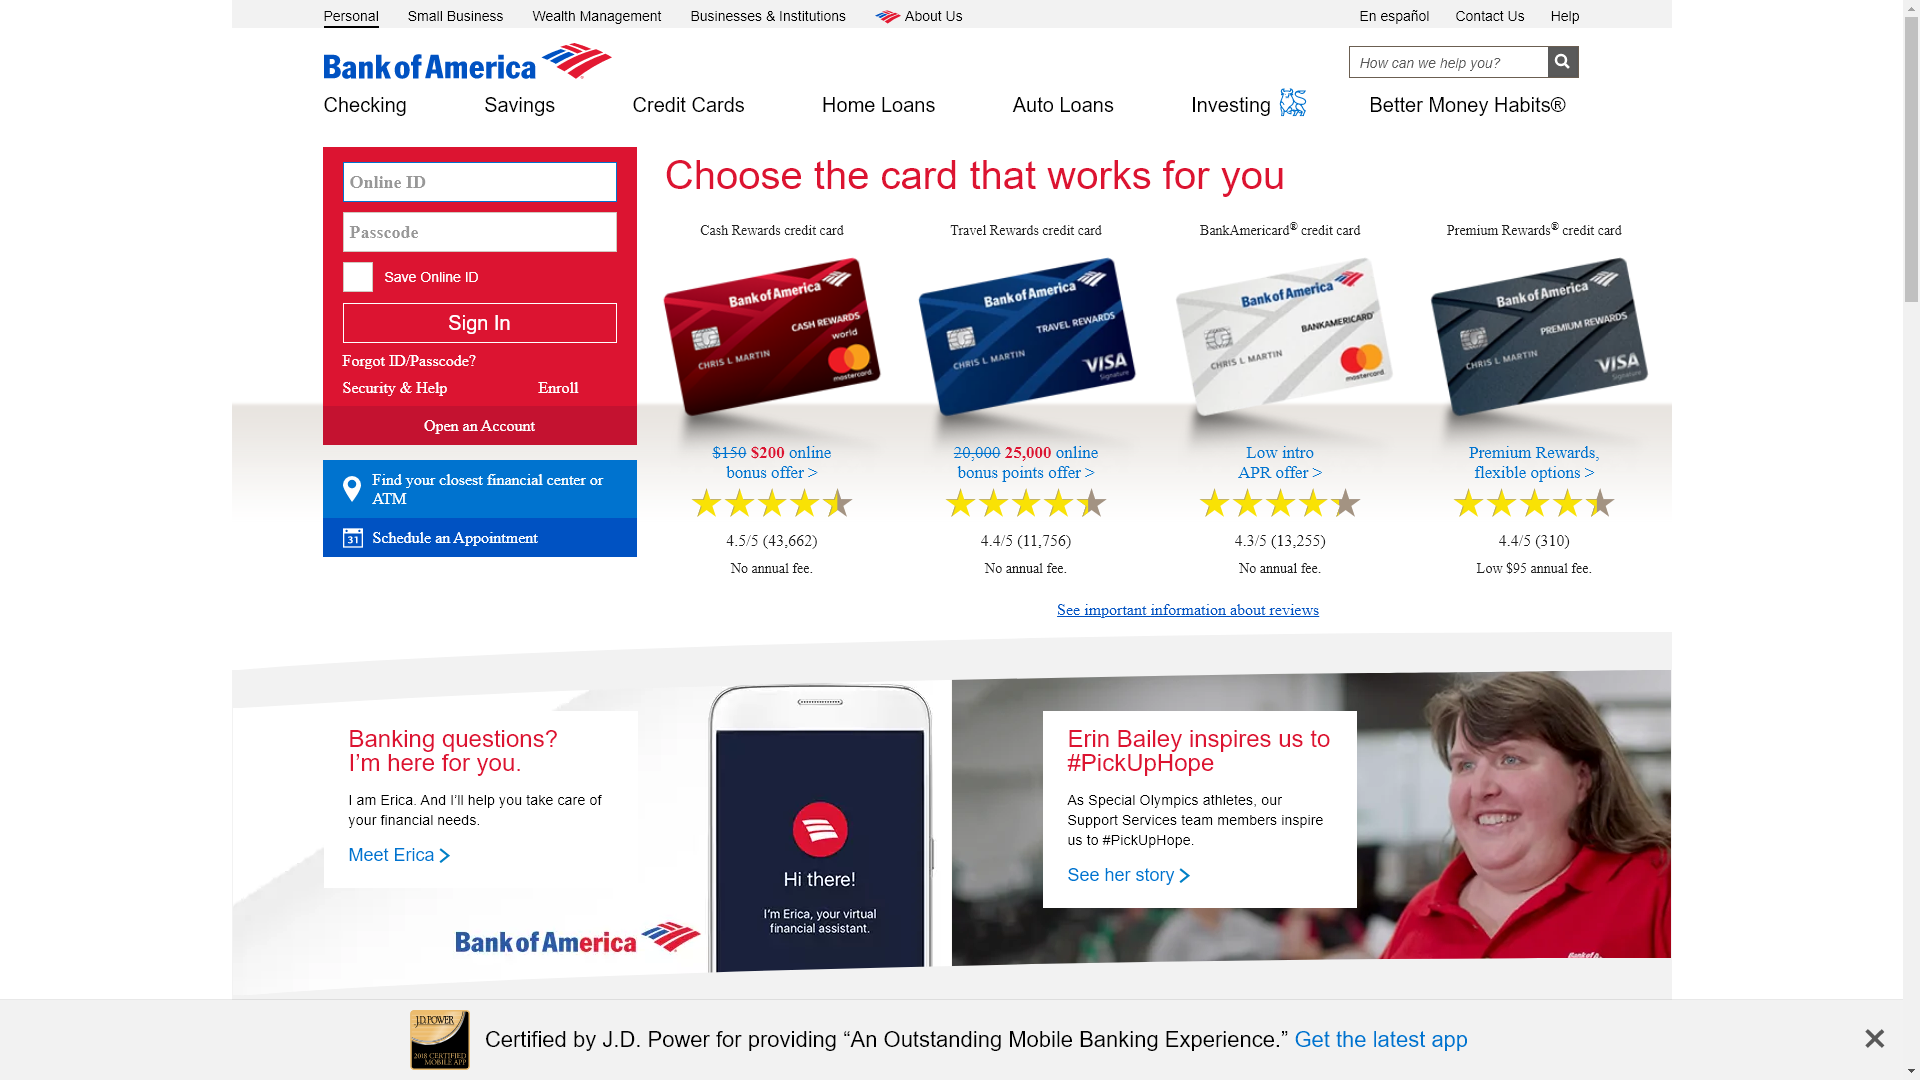 Personal
Small Business
Wealth Management
Businesses & Institutions
About Us
En español
Contact Us
Help
Bank of America
How can we help you?
Checking
Savings
Credit Cards
Home Loans
Auto Loans
Investing
Better Money Habits®
Online ID
Passcode
Save Online ID
Sign In
Forgot ID/Passcode?
Security & Help
Enroll
Open an Account
Find your closest financial center or
ATM
31
Schedule an Appointment
Choose the card that works for you
Cash Rewards credit card
Bank of America
CASH REWARDS
world
CHRIS L MARTIN
mastercard
$150 $200 online
bonus offer >
4.5/5 (43,662)
No annual fee.
Travel Rewards credit card
Bank of America
TRAVEL REWARDS
CHRIS L MARTIN
VISA
Signature
20,000 25,000 online
bonus points offer >
4.4/5 (11,756)
No annual fee.
BankAmericard® credit card
Bank of America
BANKAMERICARD
CHRIS L MARTIN
mastercard
Low intro
APR offer >
4.3/5 (13,255)
No annual fee.
Premium Rewards® credit card
Bank of America
PREMIUM REWARDS
CHRIS L MARTIN
VISA
Signature
Premium Rewards,
flexible options >
4.4/5 (310)
Low $95 annual fee.
See important information about reviews
Banking questions?
I’m here for you.
I am Erica. And I’ll help you take care of
your financial needs.
Meet Erica
Bank of America
Hi there!
I’m Erica, your virtual
financial assistant.
Erin Bailey inspires us to
#PickUpHope
As Special Olympics athletes, our
Support Services team members inspire
us to #PickUpHope.
See her story
J.D. POWER
2018 CERTIFIED
MOBILE APP
Certified by J.D. Power for providing “An Outstanding Mobile Banking Experience.” Get the latest app